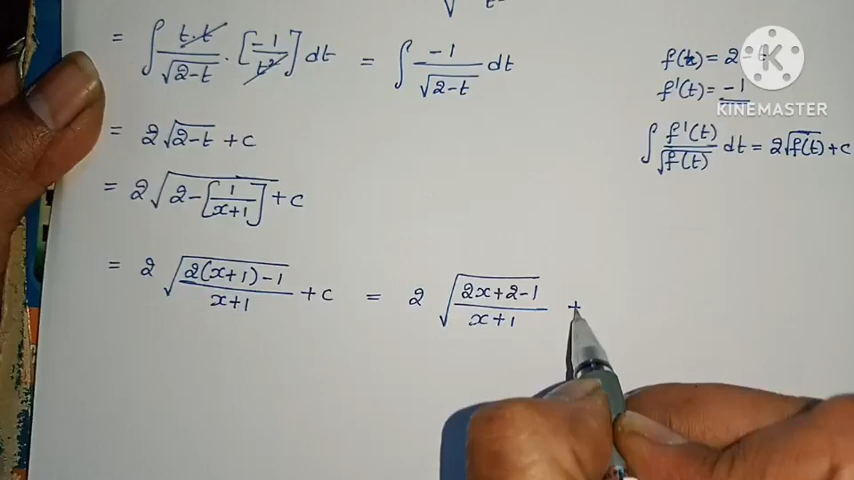 = ∫ t·t/√(2-t) · [-1/t²] dt = ∫ -1/√(2-t) dt
= 2√(2-t) + c
= 2√(2-[1/(x+1)]) + c
= 2√((2(x+1)-1)/(x+1)) + c = 2√((2x+2-1)/(x+1)) +
f(t) = 2-t
f'(t) = -1
∫ f'(t)/√f(t) dt = 2√f(t) + c
KINEMASTER